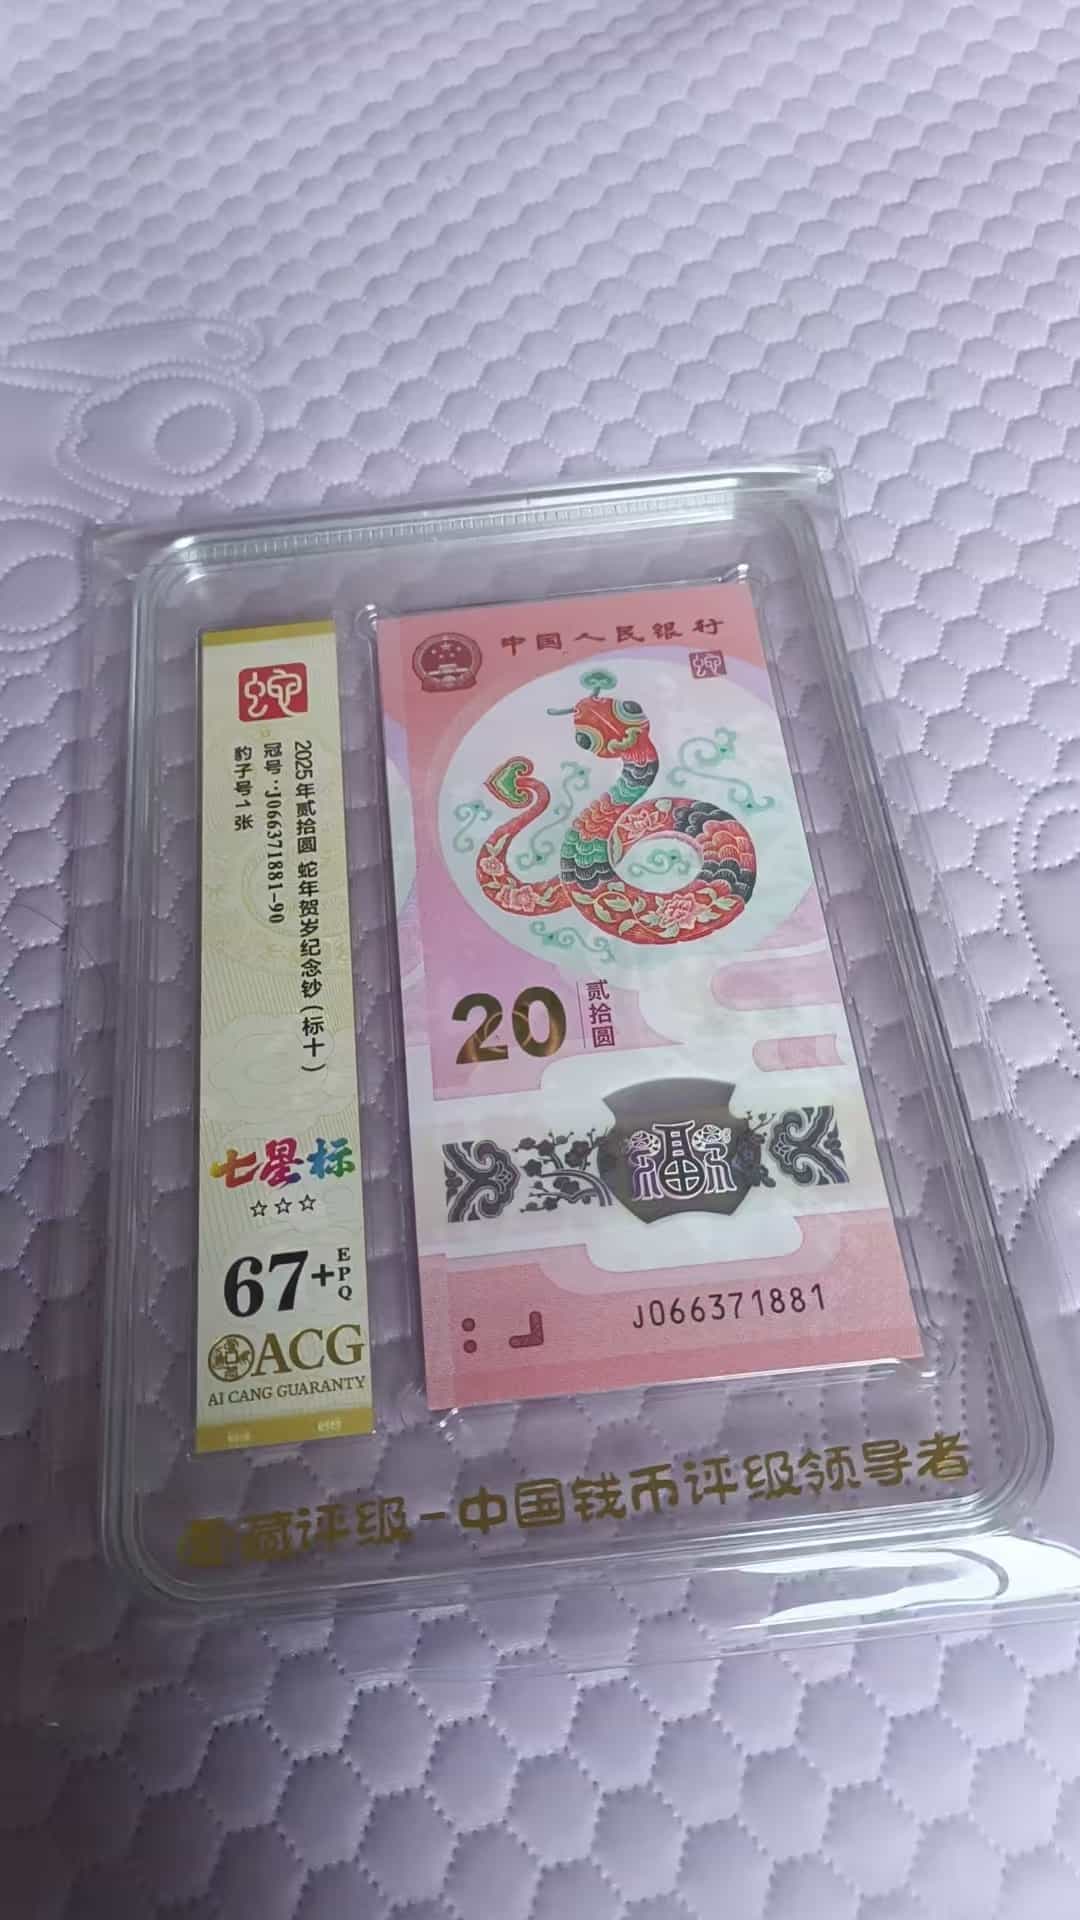 蛇
2025年贰拾圆 蛇年贺岁纪念钞(标十)
冠号:J066371881-90
豹子号1张
七星标
☆☆☆
67+EPQ
ACG
AI CANG GUARANTY
中国人民银行
蛇
20 贰拾圆
福
J066371881
藏评级-中国钱币评级领导者